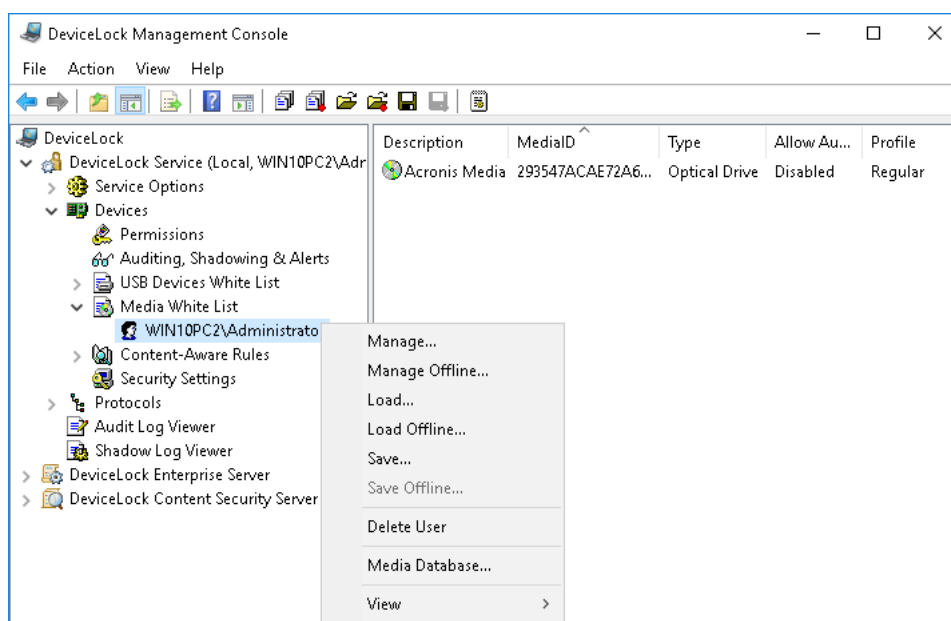 DeviceLock Management Console
File Action View Help
DeviceLock
DeviceLock Service (Local, WIN10PC2\Adr
Service Options
Devices
Permissions
Auditing, Shadowing & Alerts
USB Devices White List
Media White List
WIN10PC2\Administrato
Content-Aware Rules
Security Settings
Protocols
Audit Log Viewer
Shadow Log Viewer
DeviceLock Enterprise Server
DeviceLock Content Security Server
Description MediaID Type Allow Au... Profile
Acronis Media 293547ACAE72A6... Optical Drive Disabled Regular
Manage...
Manage Offline...
Load...
Load Offline...
Save...
Save Offline...
Delete User
Media Database...
View